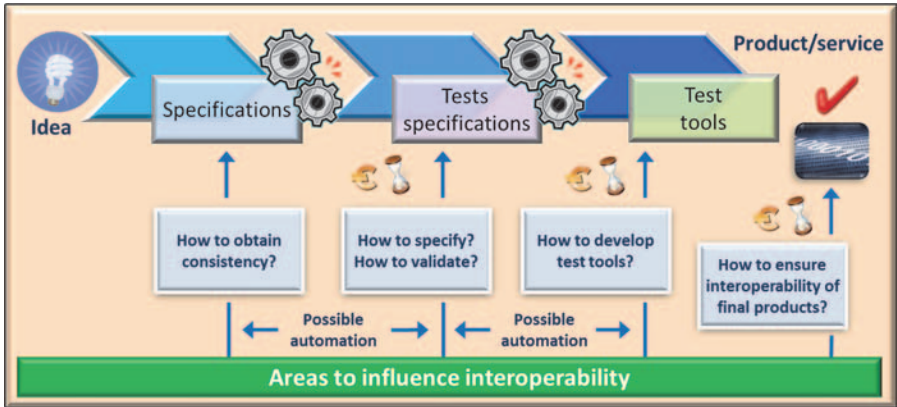 Idea
Specifications
Tests
specifications
Test
tools
Product/service
How to obtain
consistency?
How to specify?
How to validate?
How to develop
test tools?
How to ensure
interoperability of
final products?
Possible
automation
Possible
automation
Areas to influence interoperability